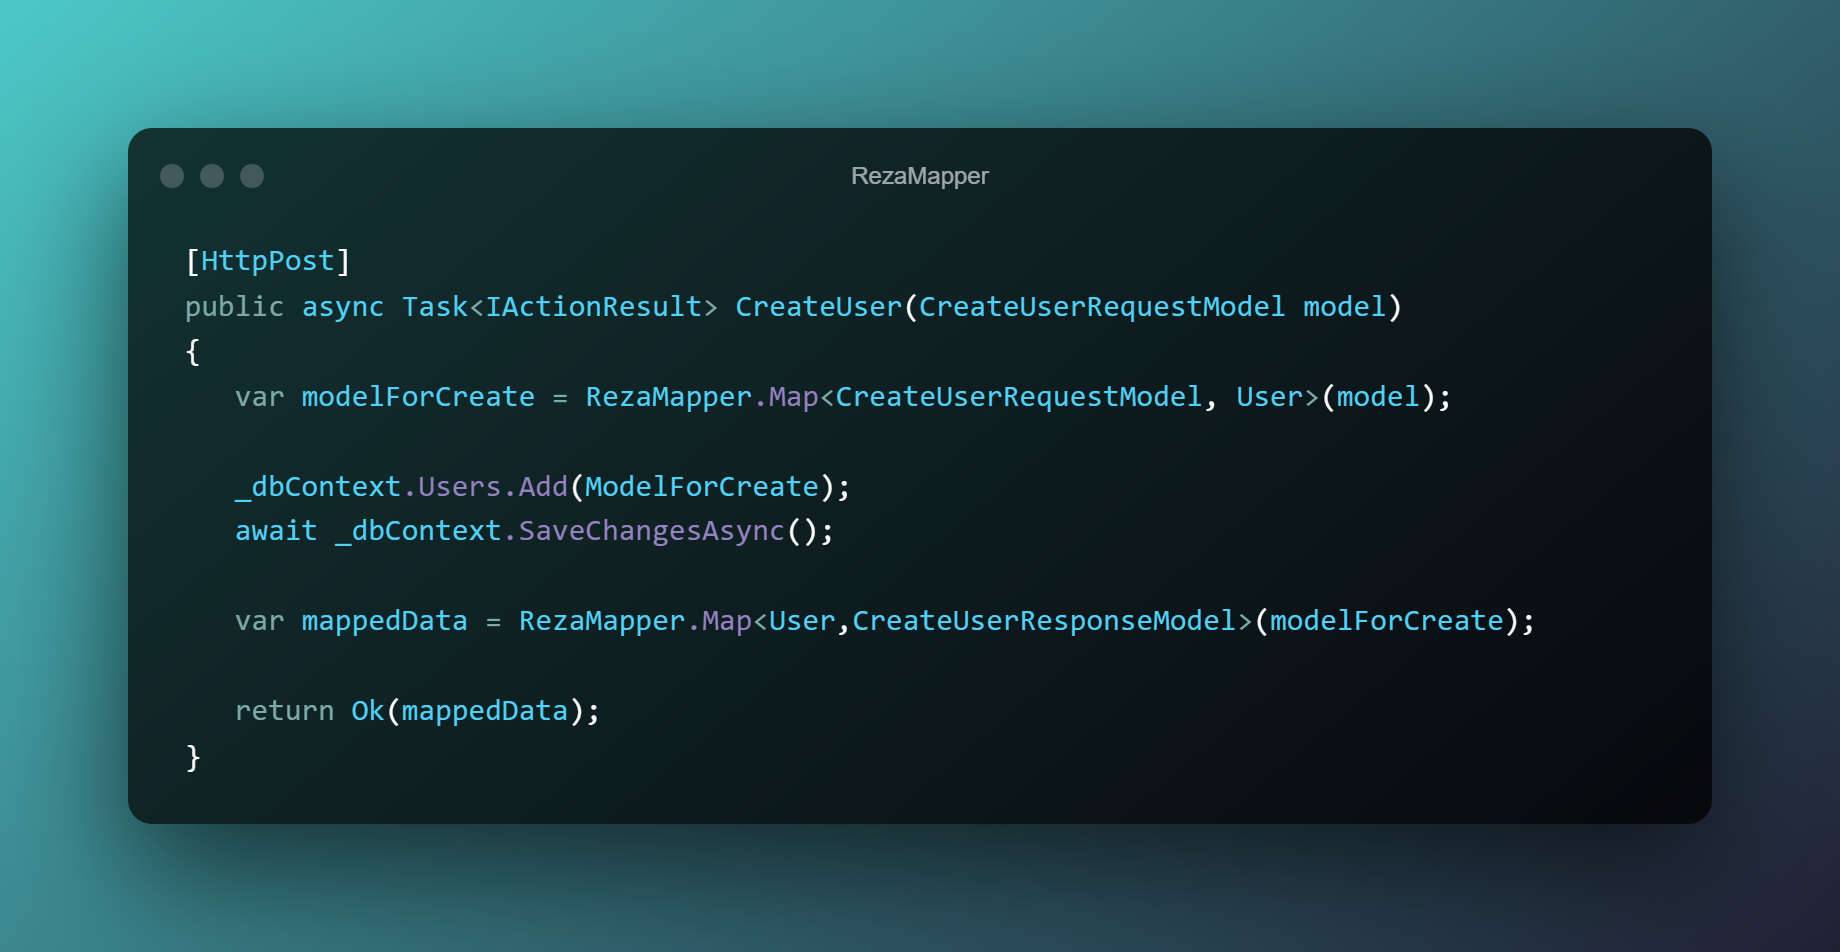 RezaMapper
[HttpPost]
public async Task<IActionResult> CreateUser(CreateUserRequestModel model)
{
var modelForCreate = RezaMapper.Map<CreateUserRequestModel, User>(model);
_dbContext.Users.Add(ModelForCreate);
await _dbContext.SaveChangesAsync();
var mappedData = RezaMapper.Map<User,CreateUserResponseModel>(modelForCreate);
return Ok(mappedData);
}